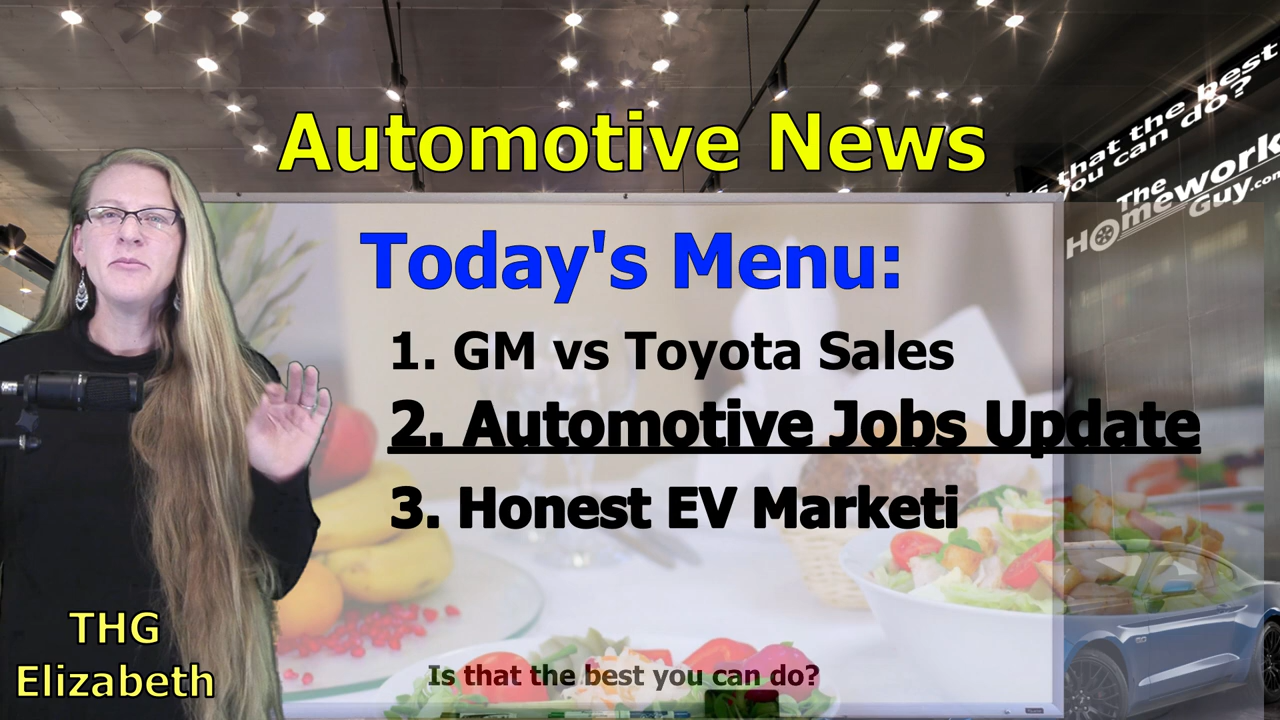 Automotive News
Is that the best
you can do?
The
Homework
Guy.com
Today's Menu:
1. GM vs Toyota Sales
2. Automotive Jobs Update
3. Honest EV Marketi
THG
Elizabeth
Is that the best you can do?